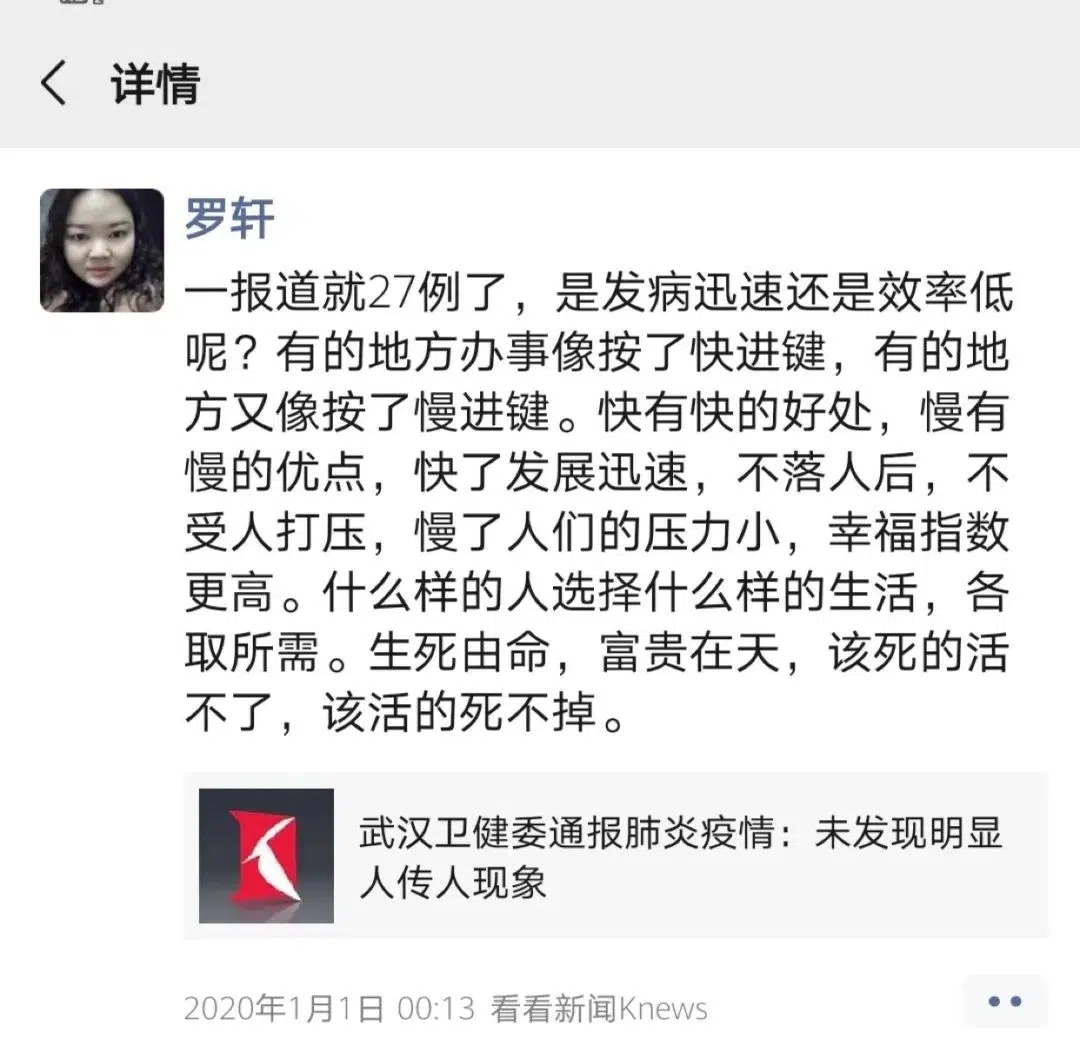 详情
罗轩
一报道就27例了，是发病迅速还是效率低
呢？有的地方办事像按了快进键，有的地
方又像按了慢进键。快有快的好处，慢有
慢的优点，快了发展迅速，不落人后，不
受人打压，慢了人们的压力小，幸福指数
更高。什么样的人选择什么样的生活，各
取所需。生死由命，富贵在天，该死的活
不了，该活的死不掉。
武汉卫健委通报肺炎疫情：未发现明显
人传人现象
2020年1月1日 00:13 看看新闻Knews